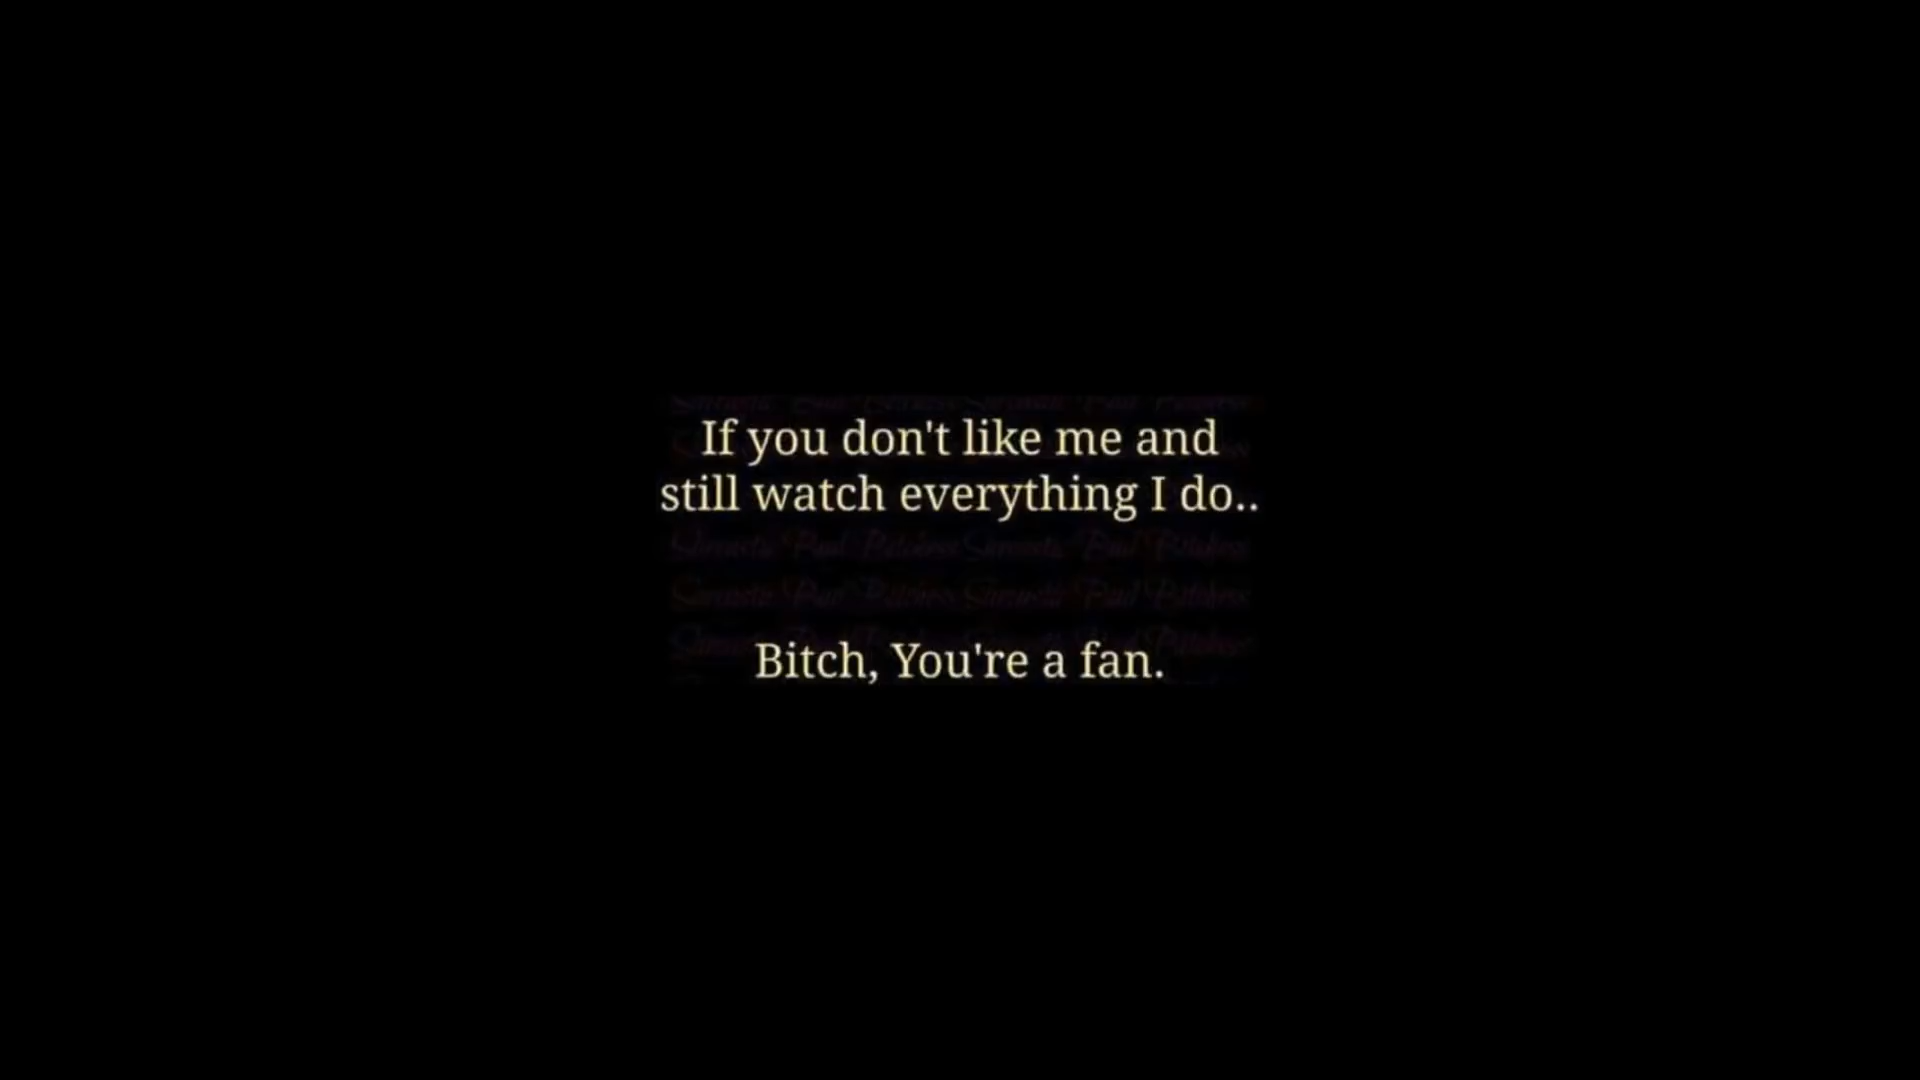 If you don't like me and
still watch everything I do..
Bitch, You're a fan.